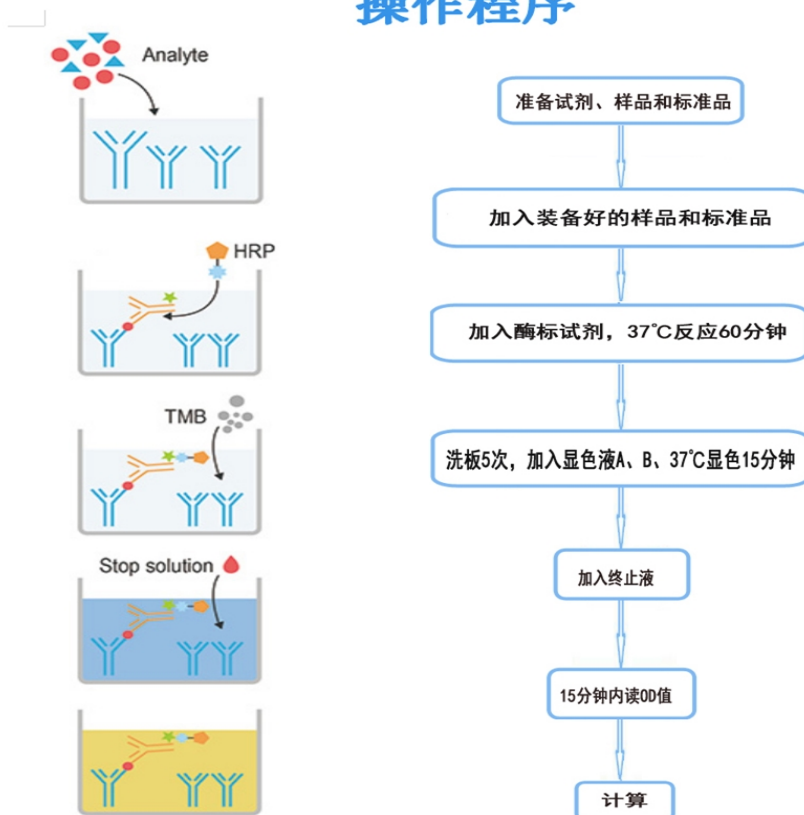 操作程序
Analyte
HRP
TMB
Stop solution
准备试剂、样品和标准品
加入装备好的样品和标准品
加入酶标试剂，37℃反应60分钟
洗板5次，加入显色液A、B、37℃显色15分钟
加入终止液
15分钟内读OD值
计算